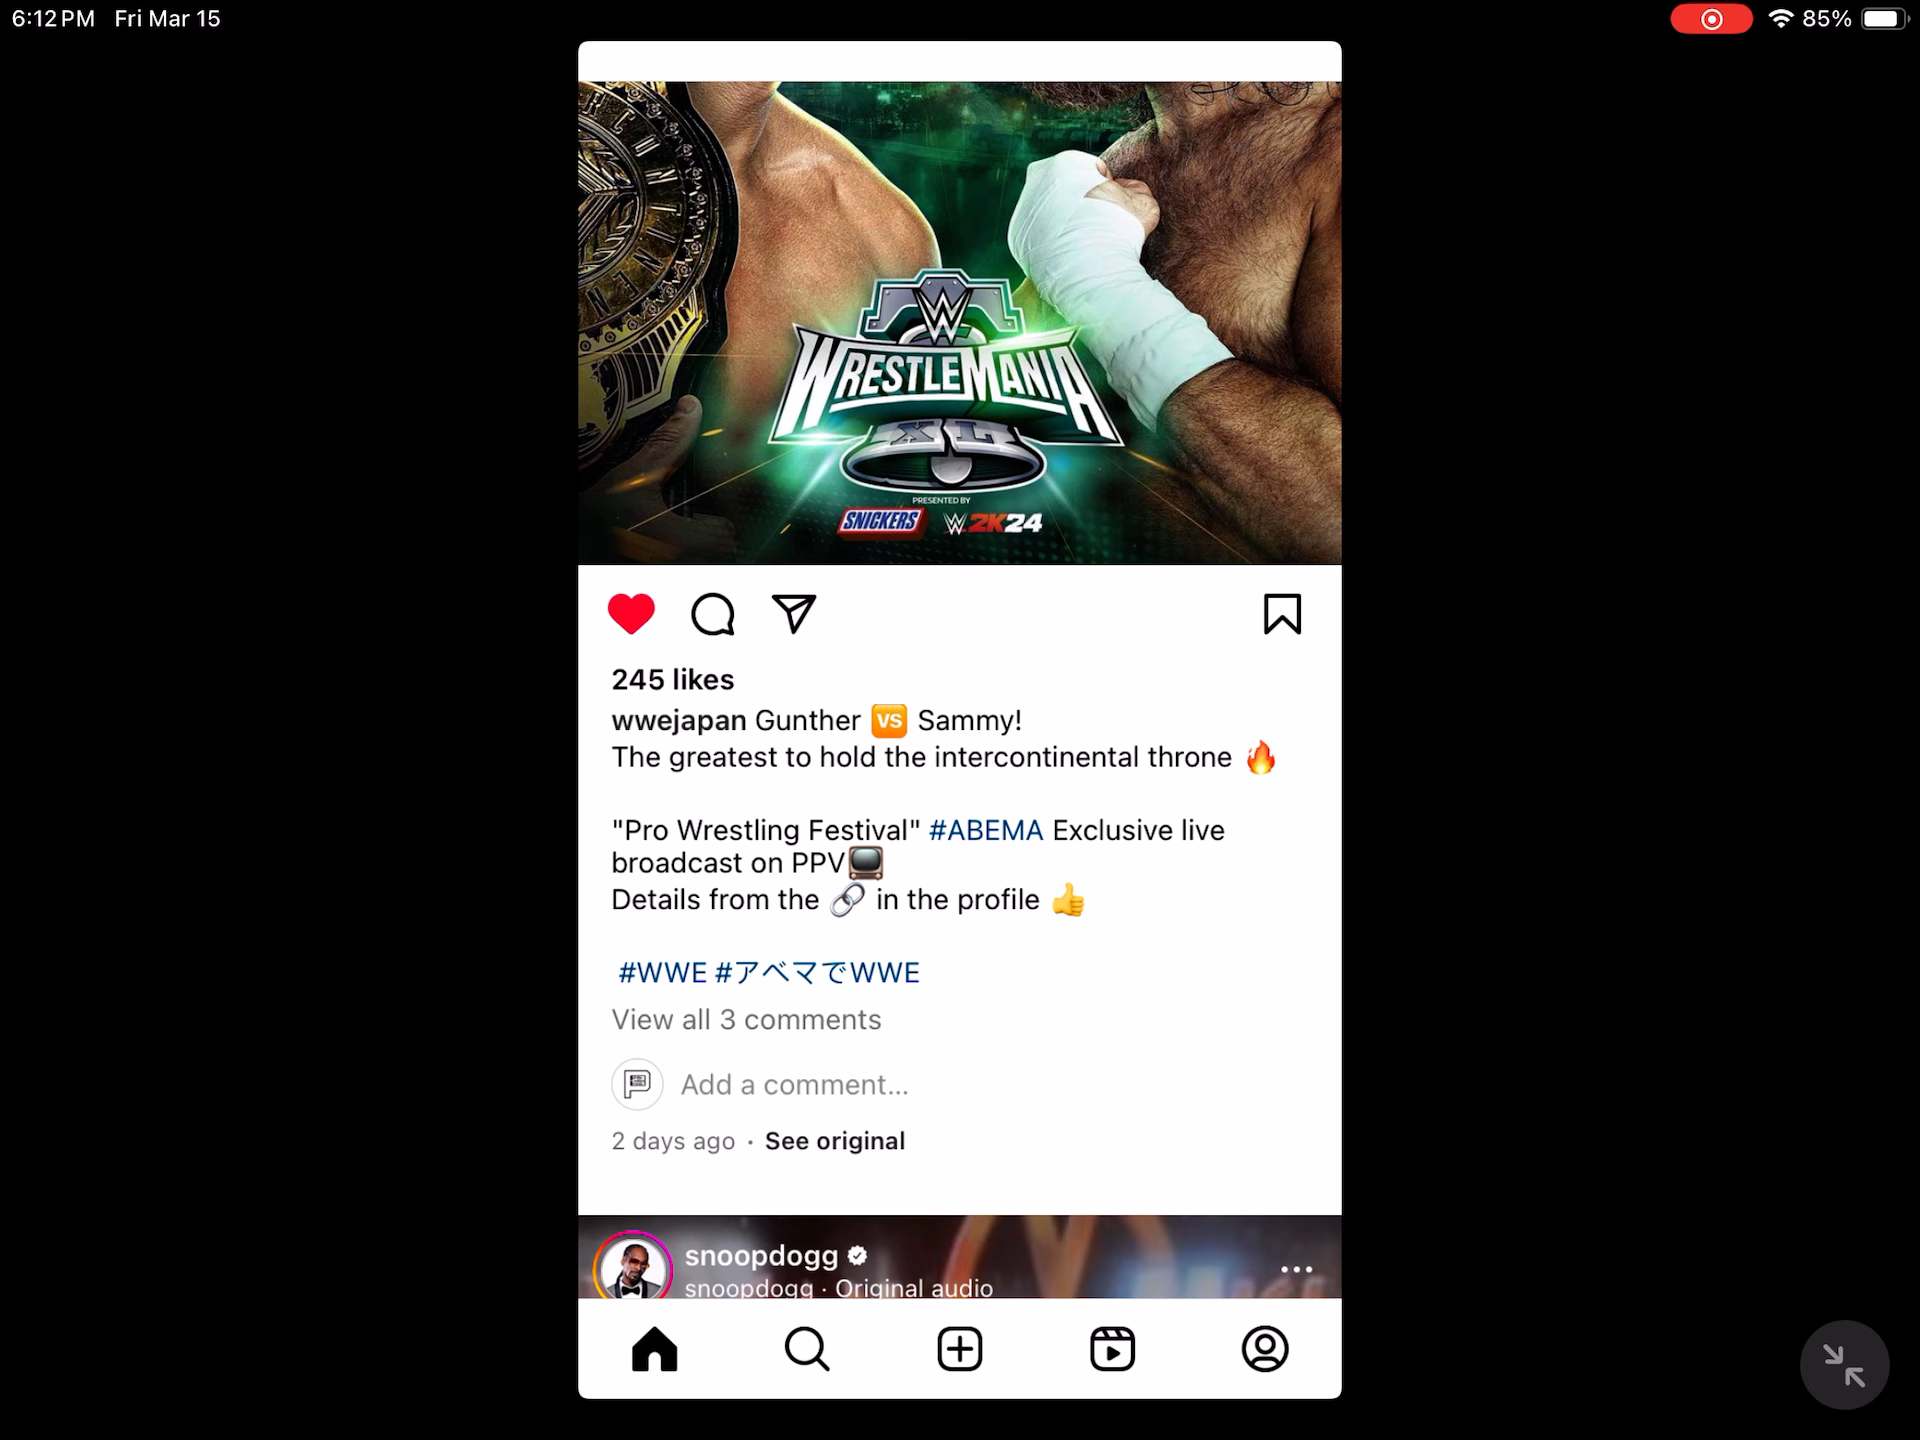 6:12 PM Fri Mar 15
85%
W
WRESTLEMANIA
XL
PRESENTED BY
SNICKERS W 2K24
245 likes
wwejapan Gunther 🆚 Sammy!
The greatest to hold the intercontinental throne 🔥
"Pro Wrestling Festival" #ABEMA Exclusive live
broadcast on PPV📺
Details from the 🔗 in the profile 👍
#WWE #アベマでWWE
View all 3 comments
Add a comment...
2 days ago · See original
snoopdogg
snoopdogg · Original audio